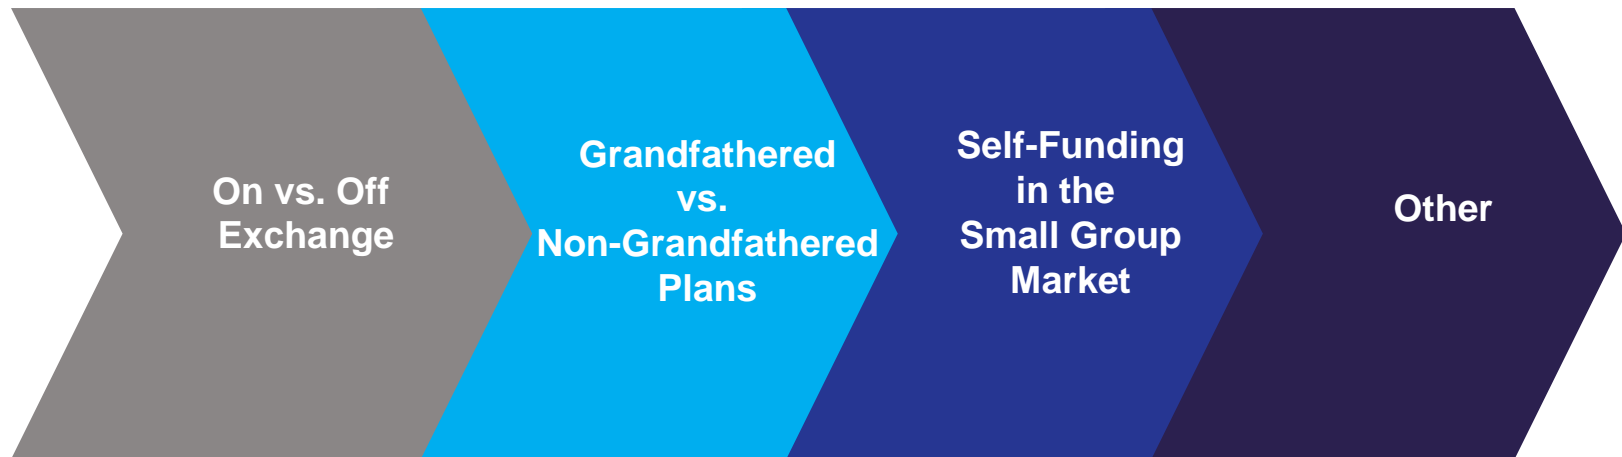 On vs. Off
Exchange
Grandfathered
vs.
Non-Grandfathered
Plans
Self-Funding
in the
Small Group
Market
Other